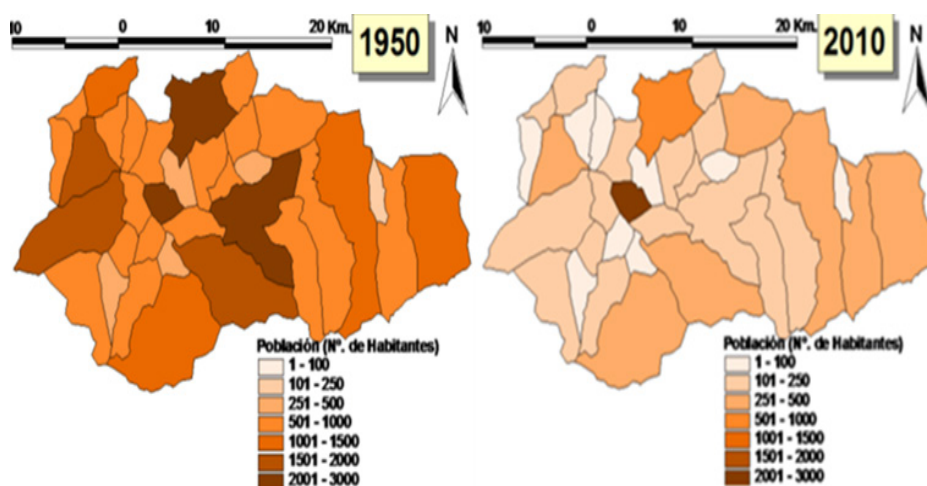 10 0 10 20 Km.
1950
N
Población (Nº. de Habitantes)
1 - 100
101 - 250
251 - 500
501 - 1000
1001 - 1500
1501 - 2000
2001 - 3000
10 0 10 20 Km.
2010
N
Población (Nº. de Habitantes)
1 - 100
101 - 250
251 - 500
501 - 1000
1001 - 1500
1501 - 2000
2001 - 3000